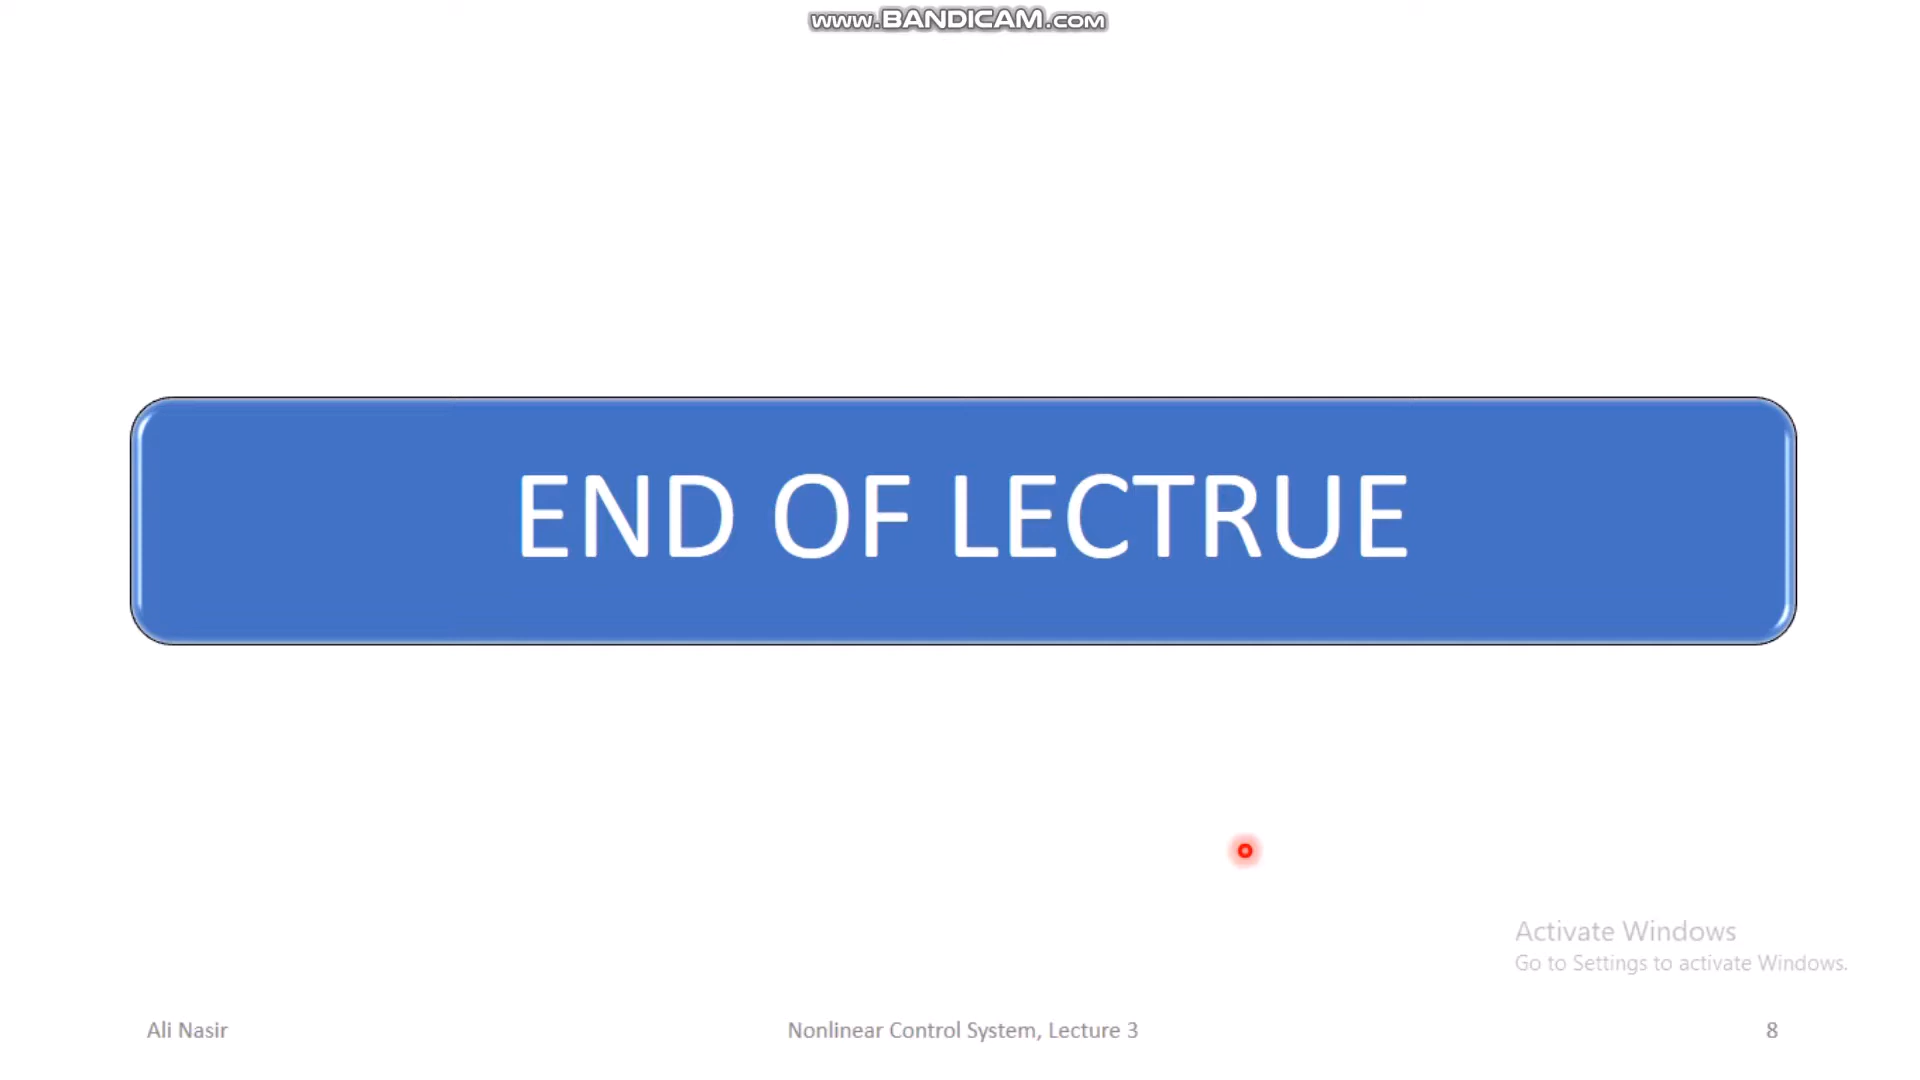 www.BANDICAM.com
END OF LECTRUE
Activate Windows
Go to Settings to activate Windows.
Ali Nasir
Nonlinear Control System, Lecture 3
8